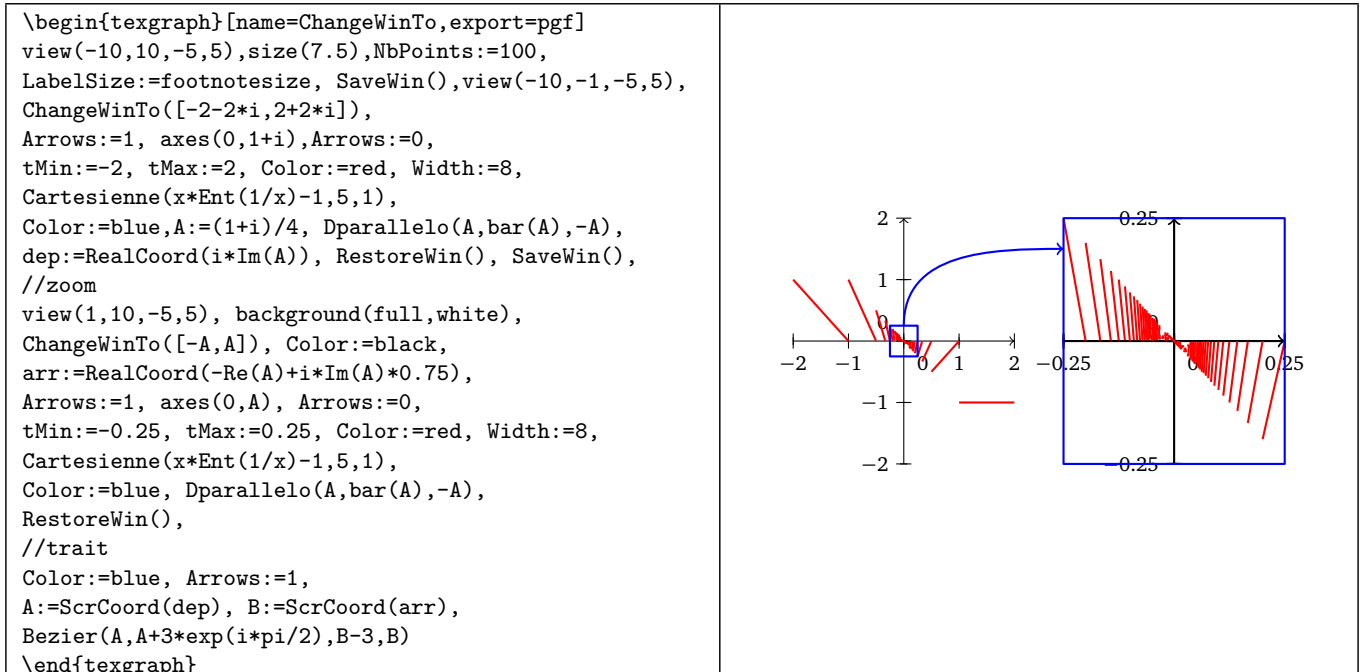 \begin{texgraph}[name=ChangeWinTo,export=pgf]
view(-10,10,-5,5),size(7.5),NbPoints:=100,
LabelSize:=footnotesize, SaveWin(),view(-10,-1,-5,5),
ChangeWinTo([-2-2*i,2+2*i]),
Arrows:=1, axes(0,1+i),Arrows:=0,
tMin:=-2, tMax:=2, Color:=red, Width:=8,
Cartesienne(x*Ent(1/x)-1,5,1),
Color:=blue,A:=(1+i)/4, Dparallelo(A,bar(A),-A),
dep:=RealCoord(i*Im(A)), RestoreWin(), SaveWin(),
//zoom
view(1,10,-5,5), background(full,white),
ChangeWinTo([-A,A]), Color:=black,
arr:=RealCoord(-Re(A)+i*Im(A)*0.75),
Arrows:=1, axes(0,A), Arrows:=0,
tMin:=-0.25, tMax:=0.25, Color:=red, Width:=8,
Cartesienne(x*Ent(1/x)-1,5,1),
Color:=blue, Dparallelo(A,bar(A),-A),
RestoreWin(),
//trait
Color:=blue, Arrows:=1,
A:=ScrCoord(dep), B:=ScrCoord(arr),
Bezier(A,A+3*exp(i*pi/2),B-3,B)
\end{texgraph}
2 0.25
1
0 0
−2 −1 0 1 2 −0.25 0 0.25
−1
−2 −0.25